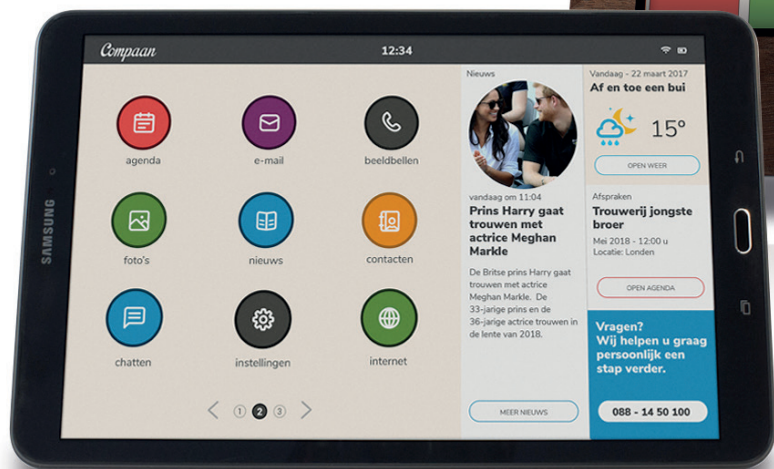 SAMSUNG
Compaan
12:34
agenda
e-mail
beeldbellen
foto's
nieuws
contacten
chatten
instellingen
internet
1 2 3
Nieuws
vandaag om 11:04
Prins Harry gaat
trouwen met
actrice Meghan
Markle
De Britse prins Harry gaat
trouwen met actrice
Meghan Markle. De
33-jarige prins en de
36-jarige actrice trouwen in
de lente van 2018.
MEER NIEUWS
Vandaag - 22 maart 2017
Af en toe een bui
15°
OPEN WEER
Afspraken
Trouwerij jongste
broer
Mei 2018 - 12:00 u
Locatie: Londen
OPEN AGENDA
Vragen?
Wij helpen u graag
persoonlijk een
stap verder.
088 - 14 50 100